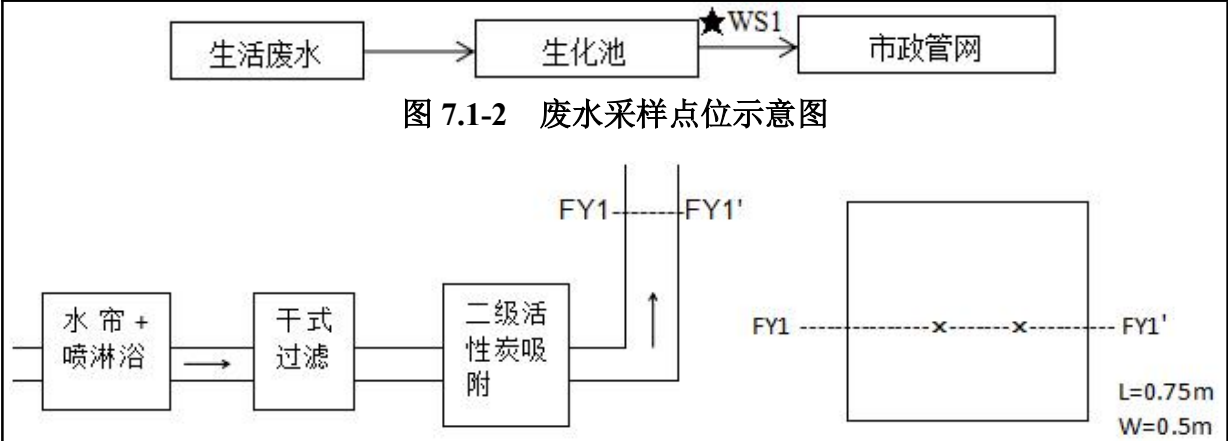 ★WS1
生活废水
生化池
市政管网
图 7.1-2 废水采样点位示意图
FY1
FY1'
水帘+
喷淋浴
干式
过滤
二级活
性炭吸
附
FY1
FY1'
L=0.75m
W=0.5m